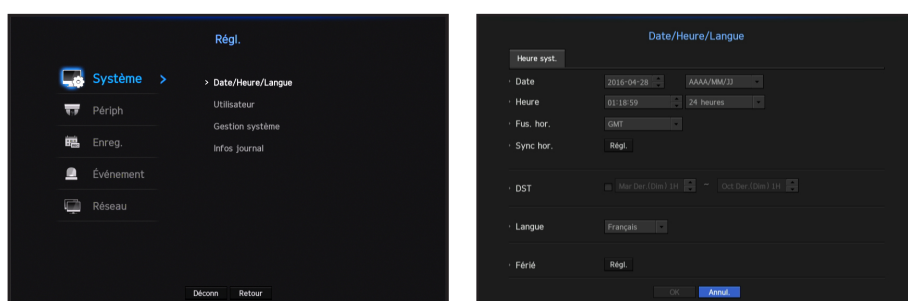 Régl.
Système >
> Date/Heure/Langue
Périph
Utilisateur
Gestion système
Enreg.
Infos journal
Événement
Réseau
Déconn Retour
Date/Heure/Langue
Heure syst.
· Date 2016-04-28 AAAA/MM/JJ
· Heure 01:18:59 24 heures
· Fus. hor. GMT
· Sync hor. Régl.
· DST Mar Der.(Dim) 1H ~ Oct Der.(Dim) 1H
· Langue Français
· Férié Régl.
OK Annul.